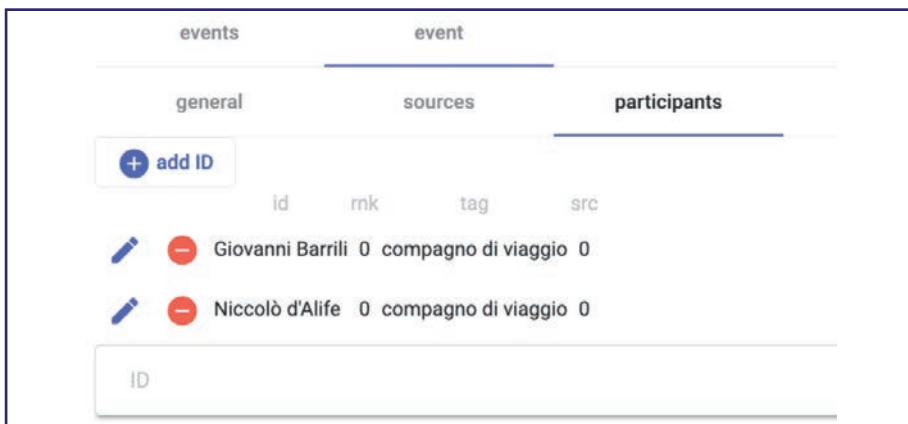 events event
general sources participants
+ add ID
id rnk tag src
Giovanni Barrili 0 compagno di viaggio 0
Niccolò d'Alife 0 compagno di viaggio 0
ID